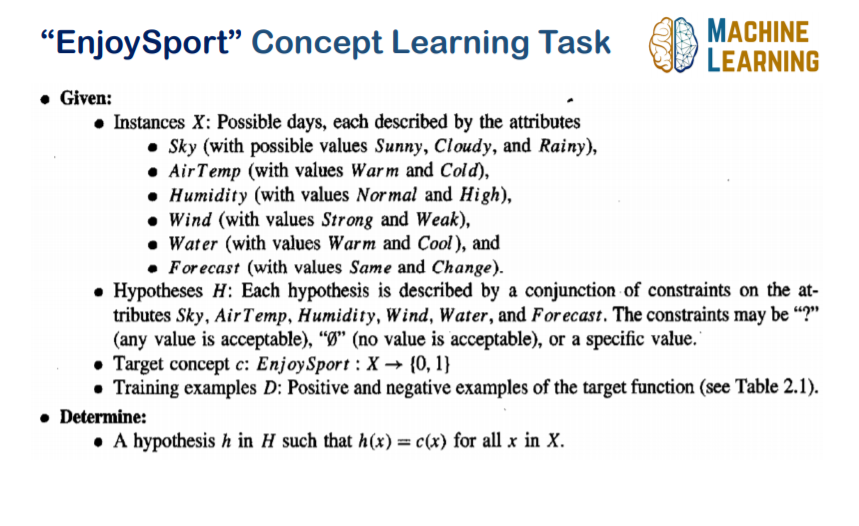 “EnjoySport” Concept Learning Task
MACHINE
LEARNING
• Given:
• Instances X: Possible days, each described by the attributes
• Sky (with possible values Sunny, Cloudy, and Rainy),
• AirTemp (with values Warm and Cold),
• Humidity (with values Normal and High),
• Wind (with values Strong and Weak),
• Water (with values Warm and Cool), and
• Forecast (with values Same and Change).
• Hypotheses H: Each hypothesis is described by a conjunction of constraints on the at-
tributes Sky, AirTemp, Humidity, Wind, Water, and Forecast. The constraints may be “?”
(any value is acceptable), “Ø” (no value is acceptable), or a specific value.
• Target concept c: EnjoySport : X → {0, 1}
• Training examples D: Positive and negative examples of the target function (see Table 2.1).
• Determine:
• A hypothesis h in H such that h(x) = c(x) for all x in X.